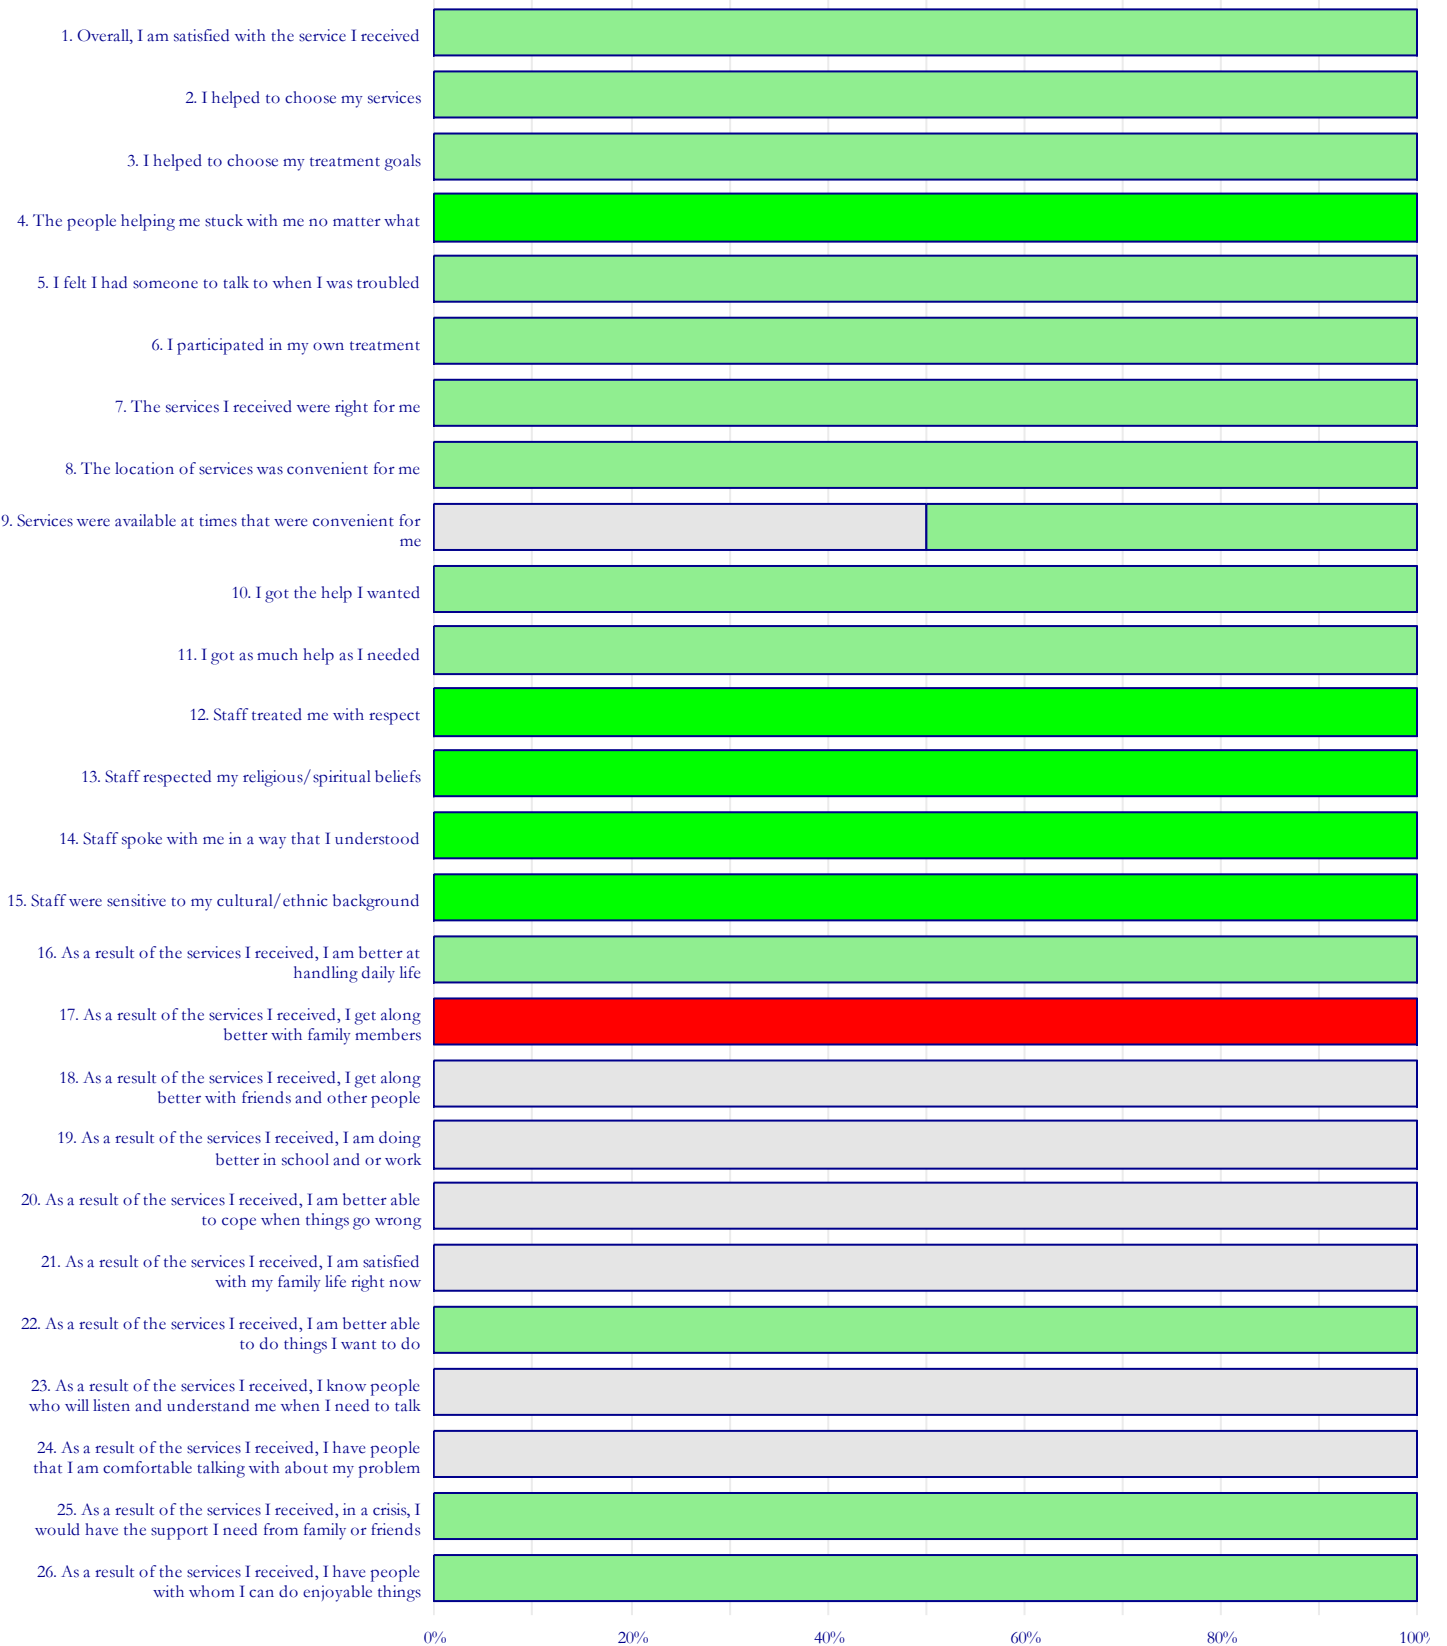 1. Overall, I am satisfied with the service I received
2. I helped to choose my services
3. I helped to choose my treatment goals
4. The people helping me stuck with me no matter what
5. I felt I had someone to talk to when I was troubled
6. I participated in my own treatment
7. The services I received were right for me
8. The location of services was convenient for me
9. Services were available at times that were convenient for
me
10. I got the help I wanted
11. I got as much help as I needed
12. Staff treated me with respect
13. Staff respected my religious/spiritual beliefs
14. Staff spoke with me in a way that I understood
15. Staff were sensitive to my cultural/ethnic background
16. As a result of the services I received, I am better at
handling daily life
17. As a result of the services I received, I get along
better with family members
18. As a result of the services I received, I get along
better with friends and other people
19. As a result of the services I received, I am doing
better in school and or work
20. As a result of the services I received, I am better able
to cope when things go wrong
21. As a result of the services I received, I am satisfied
with my family life right now
22. As a result of the services I received, I am better able
to do things I want to do
23. As a result of the services I received, I know people
who will listen and understand me when I need to talk
24. As a result of the services I received, I have people
that I am comfortable talking with about my problem
25. As a result of the services I received, in a crisis, I
would have the support I need from family or friends
26. As a result of the services I received, I have people
with whom I can do enjoyable things
0% 20% 40% 60% 80% 100%